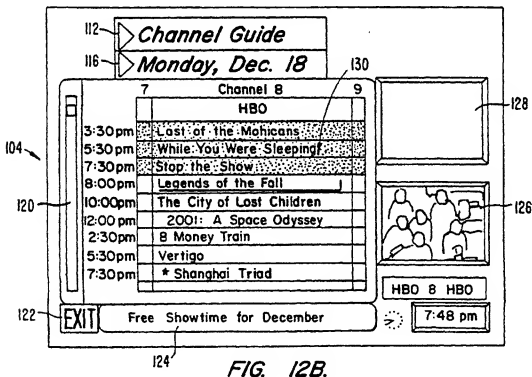 112
Channel Guide
116
Monday, Dec. 18
130
7 Channel 8 9
HBO
128
3:30pm Last of the Mohicans
5:30pm While You Were Sleeping
104
7:30pm Stop the Show
8:00pm Legends of the Fall
120
10:00pm The City of Lost Children
126
12:00 pm 2001: A Space Odyssey
2:30pm 8 Money Train
5:30pm Vertigo
7:30pm * Shanghai Triad
HBO 8 HBO
122
EXIT
Free Showtime for December
7:48 pm
124
FIG. 12B.